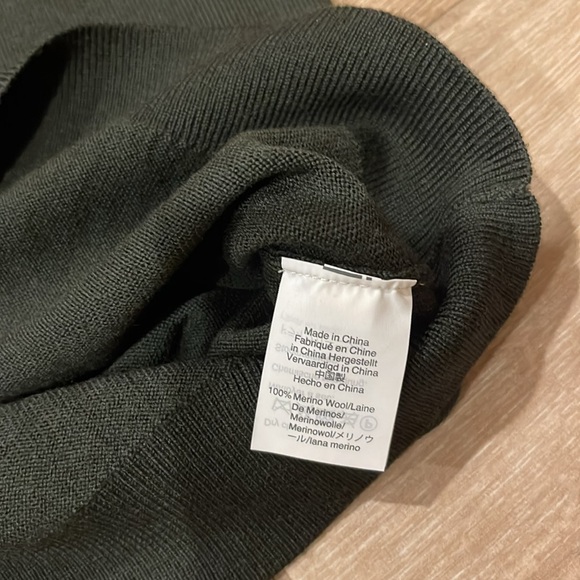 Made in China
Fabriqué en Chine
in China Hergestellt
Vervaardigd in China
中国製
Hecho en China
100% Merino Wool/Laine
De Merinos/
Merinowolle/
Merinowol/メリノウ
ール/lana merino